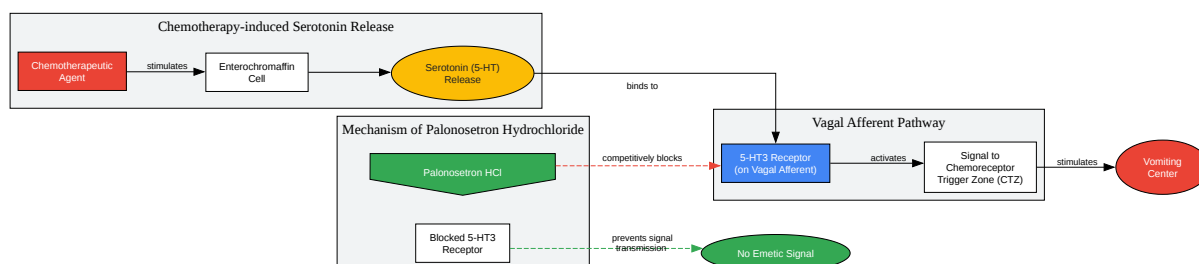 Chemotherapy-induced Serotonin Release
Chemotherapeutic
Agent
stimulates
Enterochromaffin
Cell
Serotonin (5-HT)
Release
binds to
Mechanism of Palonosetron Hydrochloride
Palonosetron HCl
competitively blocks
Blocked 5-HT3
Receptor
prevents signal
transmission
No Emetic Signal
Vagal Afferent Pathway
5-HT3 Receptor
(on Vagal Afferent)
activates
Signal to
Chemoreceptor
Trigger Zone (CTZ)
stimulates
Vomiting
Center